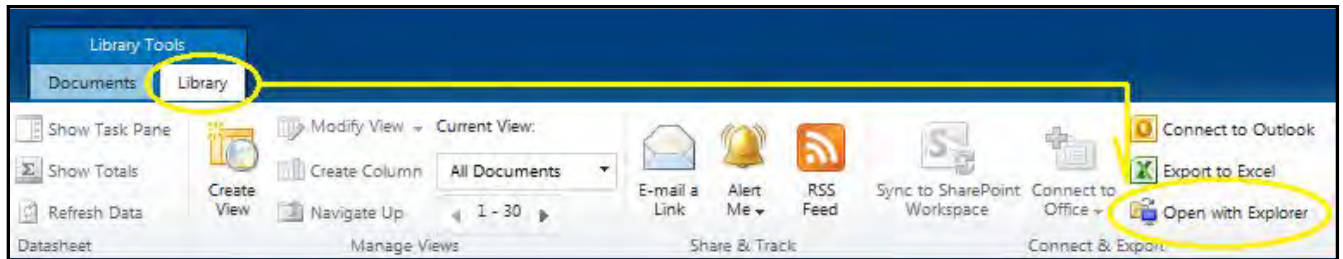 Library Tools
Documents Library
Show Task Pane
Show Totals
Refresh Data
Datasheet
Create
View
Modify View
Create Column
Navigate Up
Current View:
All Documents
1 - 30
Manage Views
E-mail a
Link
Alert
Me
RSS
Feed
Share & Track
Sync to SharePoint
Workspace
Connect to
Office
Connect to Outlook
Export to Excel
Open with Explorer
Connect & Export